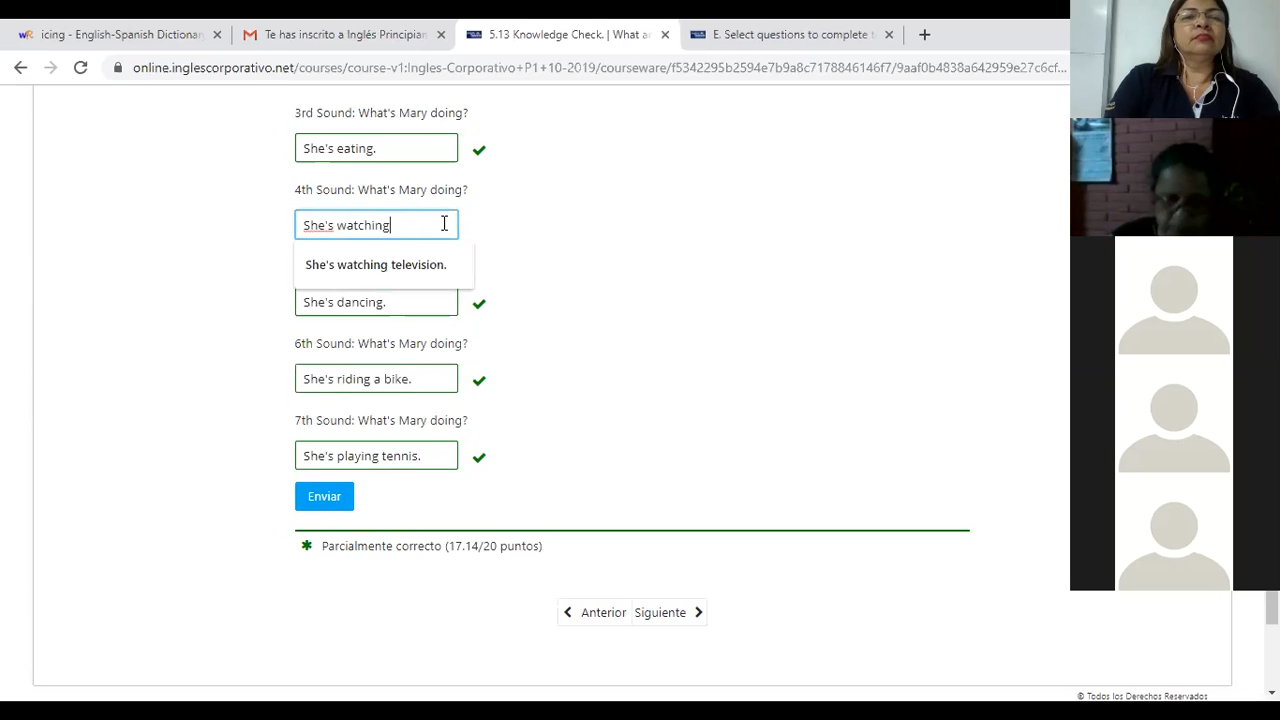 icing - English-Spanish Dictionary
Te has inscrito a Inglés Principian
5.13 Knowledge Check. | What a
E. Select questions to complete t
online.inglescorporativo.net/courses/course-v1:Ingles-Corporativo+P1+10-2019/courseware/f5342295b2594e7b9a8c7178846146f7/9aaf0b4838a642959e27c6cf...
3rd Sound: What's Mary doing?
She's eating.
4th Sound: What's Mary doing?
She's watching
She's watching television.
She's dancing.
6th Sound: What's Mary doing?
She's riding a bike.
7th Sound: What's Mary doing?
She's playing tennis.
Enviar
Parcialmente correcto (17.14/20 puntos)
Anterior Siguiente
© Todos los Derechos Reservados